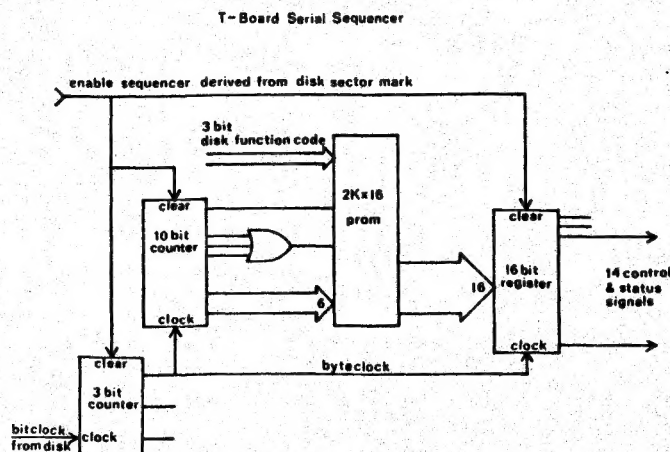 T-Board Serial Sequencer
enable sequencer derived from disk sector mark
3 bit
disk function code
2K×16
prom
clear
10 bit
counter
clock
6
16
clear
16 bit
register
clock
14 control
& status
signals
byteclock
clear
3 bit
counter
clock
bitclock
from disk